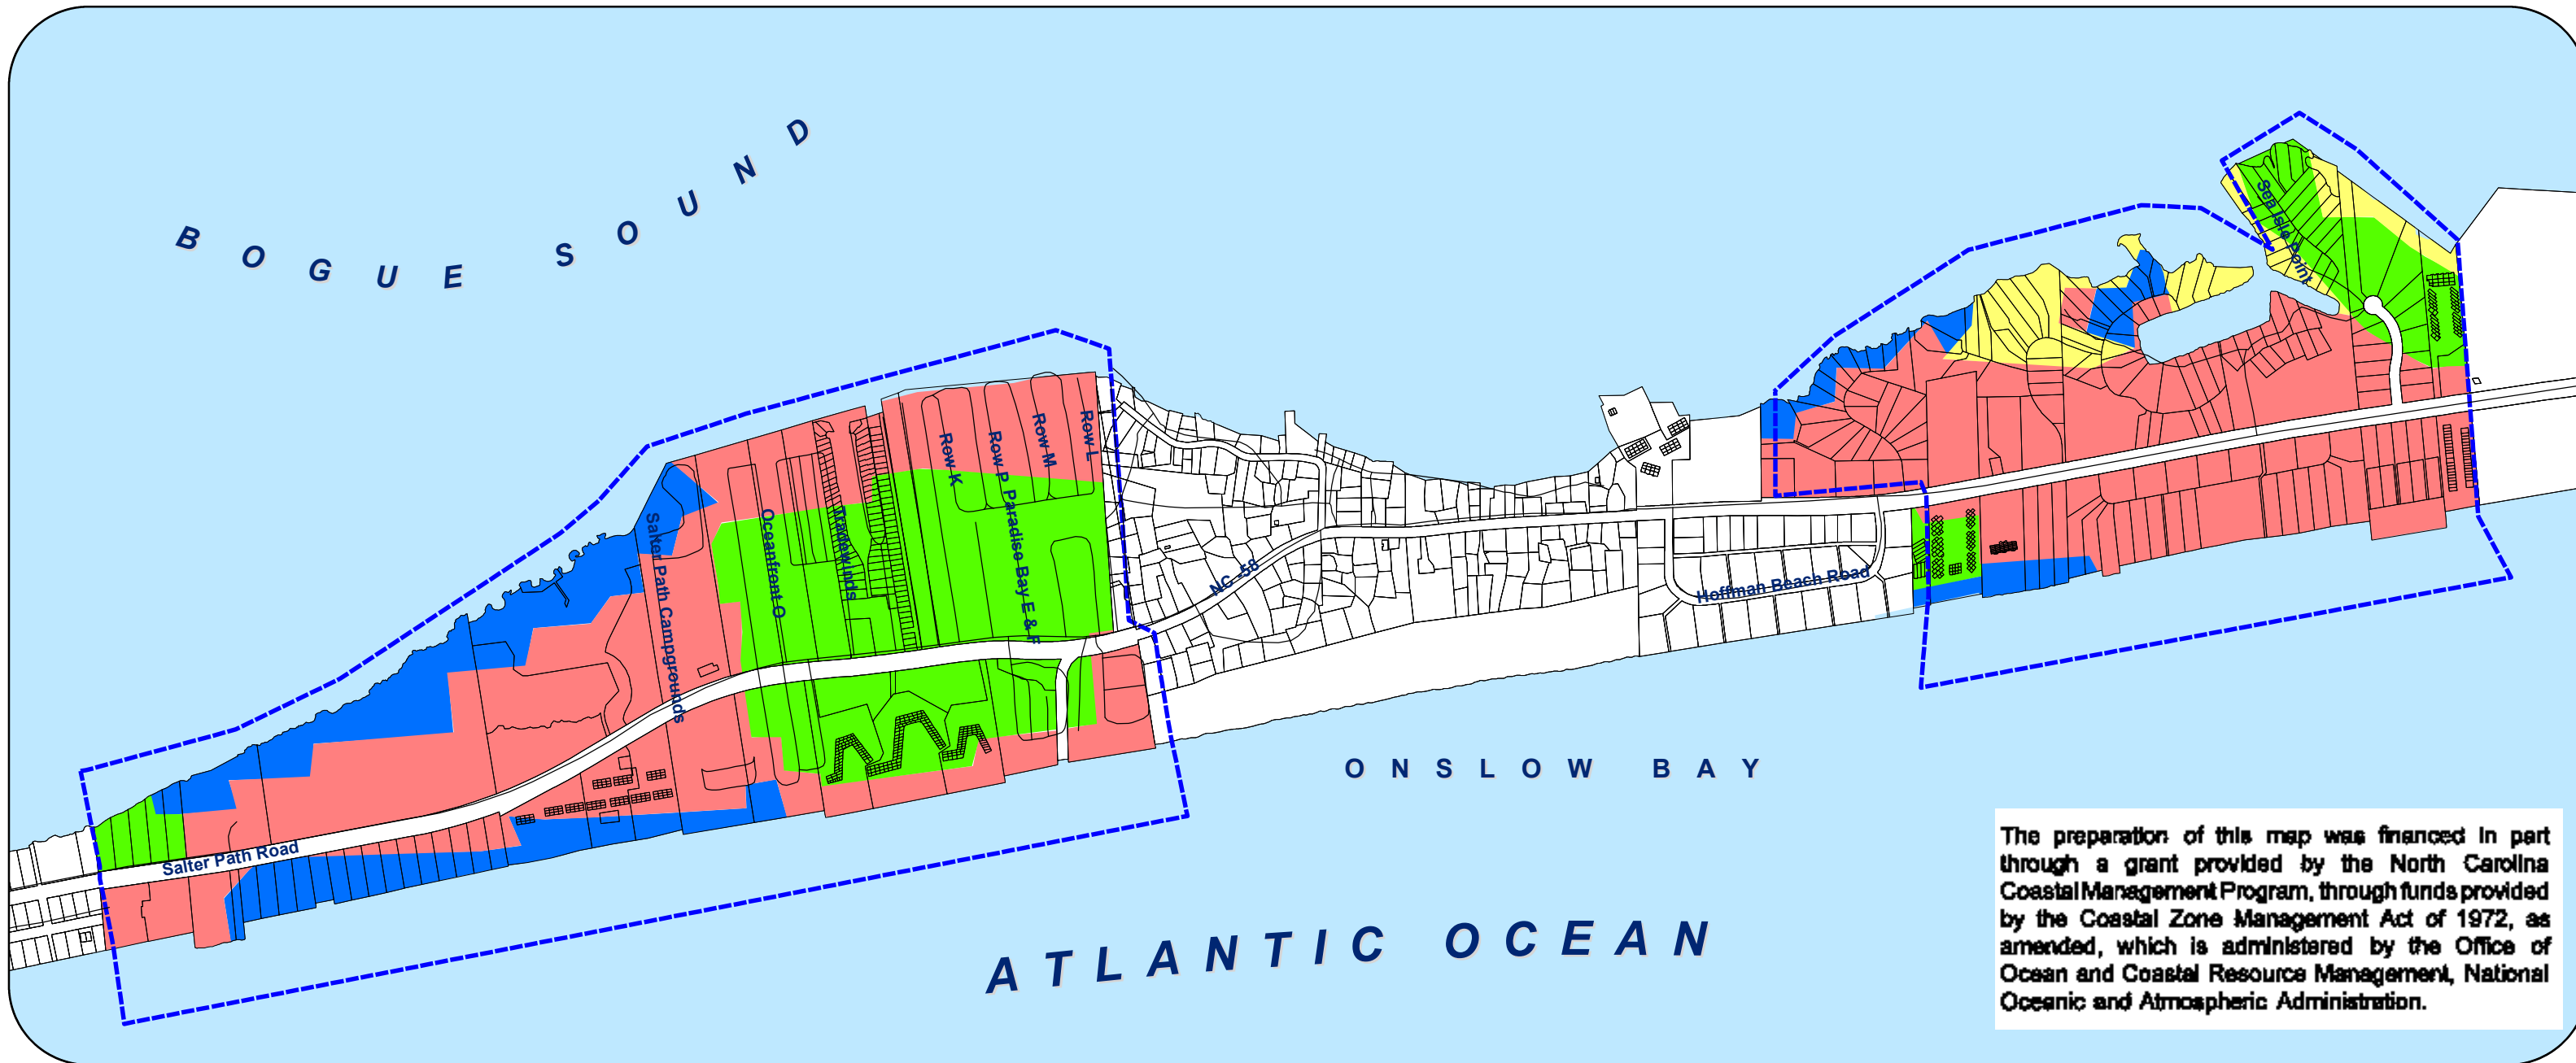 BOGUE SOUND
Sea Isle Point
Row L
Row M
Row P
Row K
Paradise Bay E & F
Tradewinds
Oceanfront O
Salter Path Campgrounds
NC -58
Hoffman Beach Road
Salter Path Road
ONSLOW BAY
ATLANTIC OCEAN
The preparation of this map was financed in part
through a grant provided by the North Carolina
Coastal Management Program, through funds provided
by the Coastal Zone Management Act of 1972, as
amended, which is administered by the Office of
Ocean and Coastal Resource Management, National
Oceanic and Atmospheric Administration.